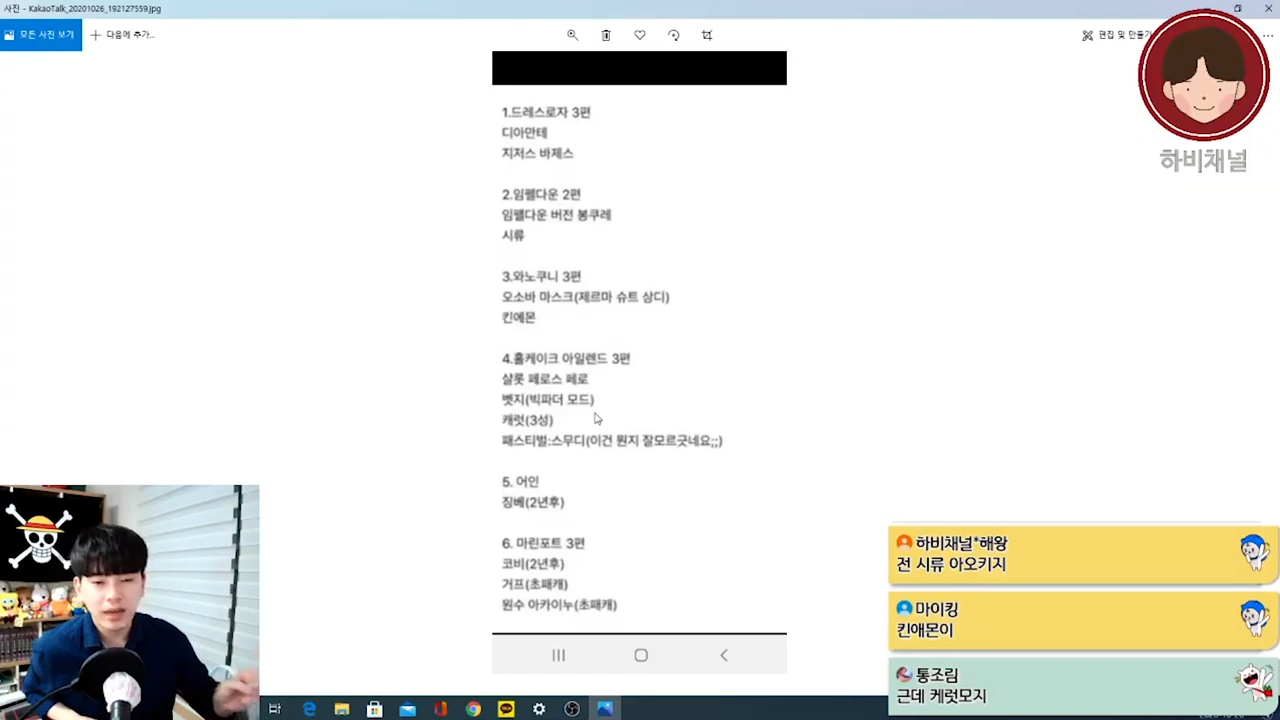 사진 - KakaoTalk_20201026_192127559.jpg
모든 사진 보기
다음에 추가...
편집 및 만들기
하비채널
1.드레스로자 3편
디아만테
지저스 바제스
2.임펠다운 2편
임펠다운 버전 봉쿠레
시류
3.와노쿠니 3편
오소바 마스크(제르마 슈트 상디)
킨에몬
4.홀케이크 아일렌드 3편
샬롯 페로스 페로
벳지(빅파더 모드)
캐럿(3성)
패스티벌:스무디(이건 뭔지 잘모르긋네요;;)
5. 어인
징베(2년후)
6. 마린포트 3편
코비(2년후)
거프(초패캐)
원수 아카이누(초패캐)
하비채널*해왕
전 시류 아오키지
마이킹
킨애몬이
통조림
근데 케럿모지